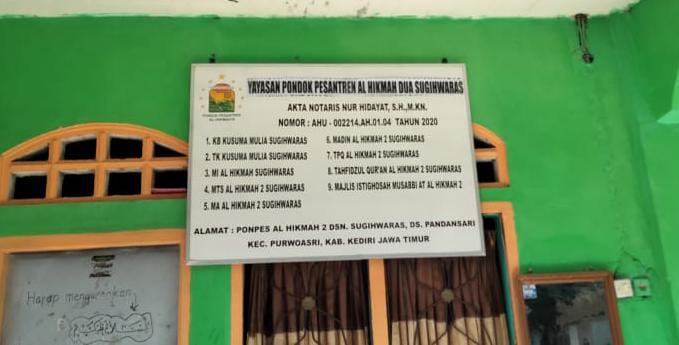 YAYASAN PONDOK PESANTREN AL HIKMAH DUA SUGIHWARAS
AKTA NOTARIS NUR HIDAYAT, S.H.,M.KN.
NOMOR : AHU - 002214.AH.01.04 TAHUN 2020
1. KB KUSUMA MULIA SUGIHWARAS
2. TK KUSUMA MULIA SUGIHWARAS
3. MI AL HIKMAH SUGIHWARAS
4. MTS AL HIKMAH 2 SUGIHWARAS
5. MA AL HIKMAH 2 SUGIHWARAS
6. MADIN AL HIKMAH 2 SUGIHWARAS
7. TPQ AL HIKMAH 2 SUGIHWARAS
8. TAHFIDZUL QUR'AN AL HIKMAH 2 SUGIHWARAS
9. MAJLIS ISTIGHOSAH MUSABBI AT AL HIKMAH 2
ALAMAT : PONPES AL HIKMAH 2 DSN. SUGIHWARAS, DS. PANDANSARI
KEC. PURWOASRI, KAB. KEDIRI JAWA TIMUR
Harap